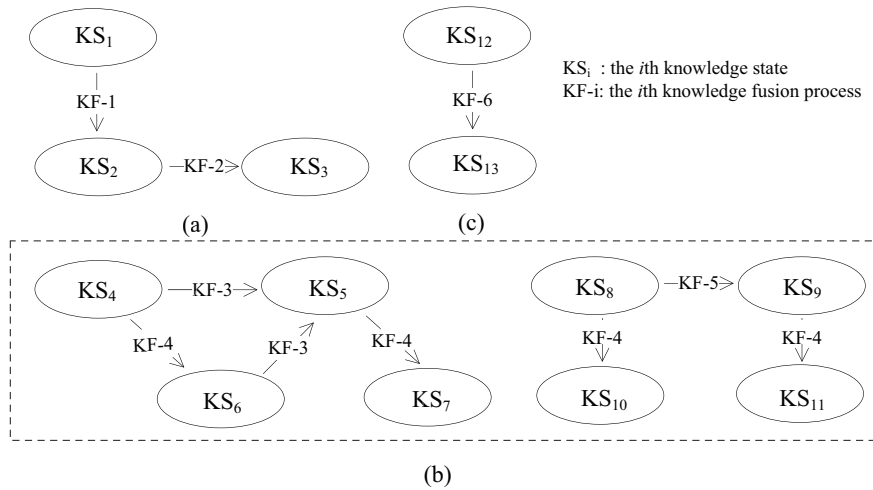 KS₁
KS₁₂
KSᵢ : the ith knowledge state
KF-i: the ith knowledge fusion process
KF-1
KF-6
KS₂
KF-2
KS₃
KS₁₃
(a)
(c)
KS₄
KF-3
KS₅
KS₈
KF-5
KS₉
KF-4
KF-3
KF-4
KF-4
KF-4
KS₆
KS₇
KS₁₀
KS₁₁
(b)